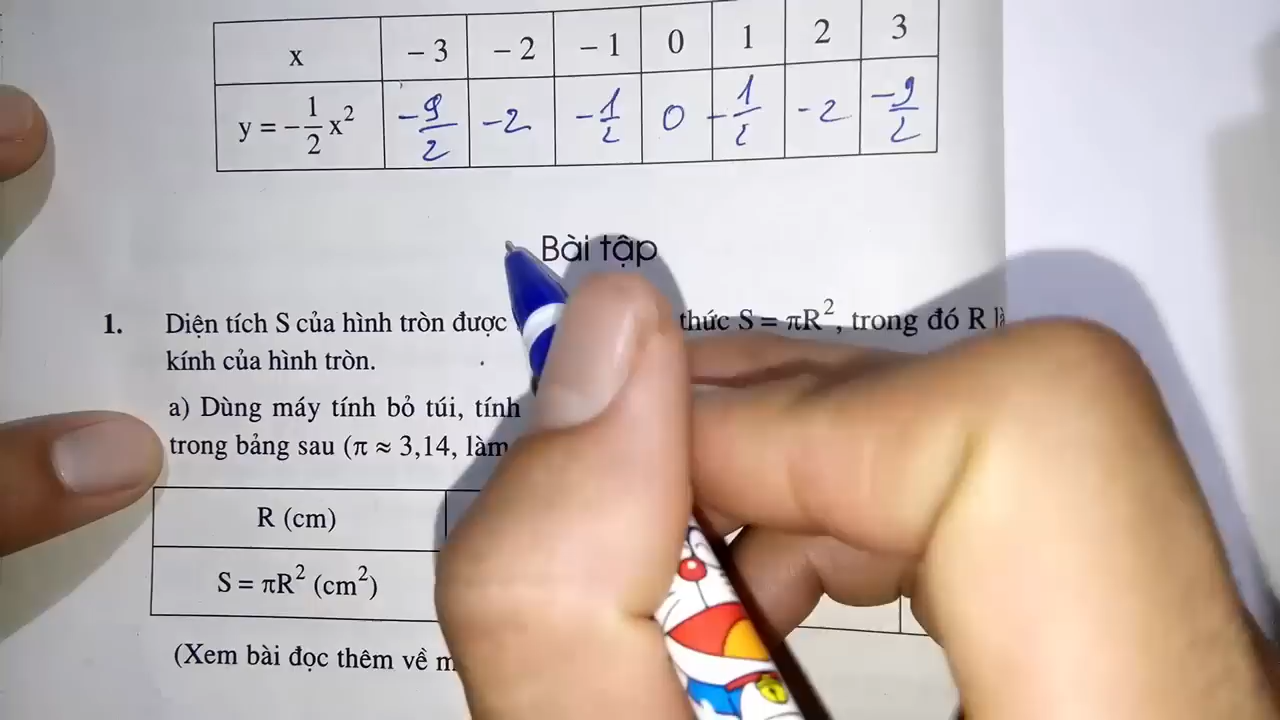 x – 3 – 2 – 1 0 1 2 3
y = –1/2 x² –9/2 –2 –1/2 0 –1/2 –2 –9/2
Bài tập
1. Diện tích S của hình tròn được thức S = πR², trong đó R
kính của hình tròn.
a) Dùng máy tính bỏ túi, tính
trong bảng sau (π ≈ 3,14, làm
R (cm)
S = πR² (cm²)
(Xem bài đọc thêm về